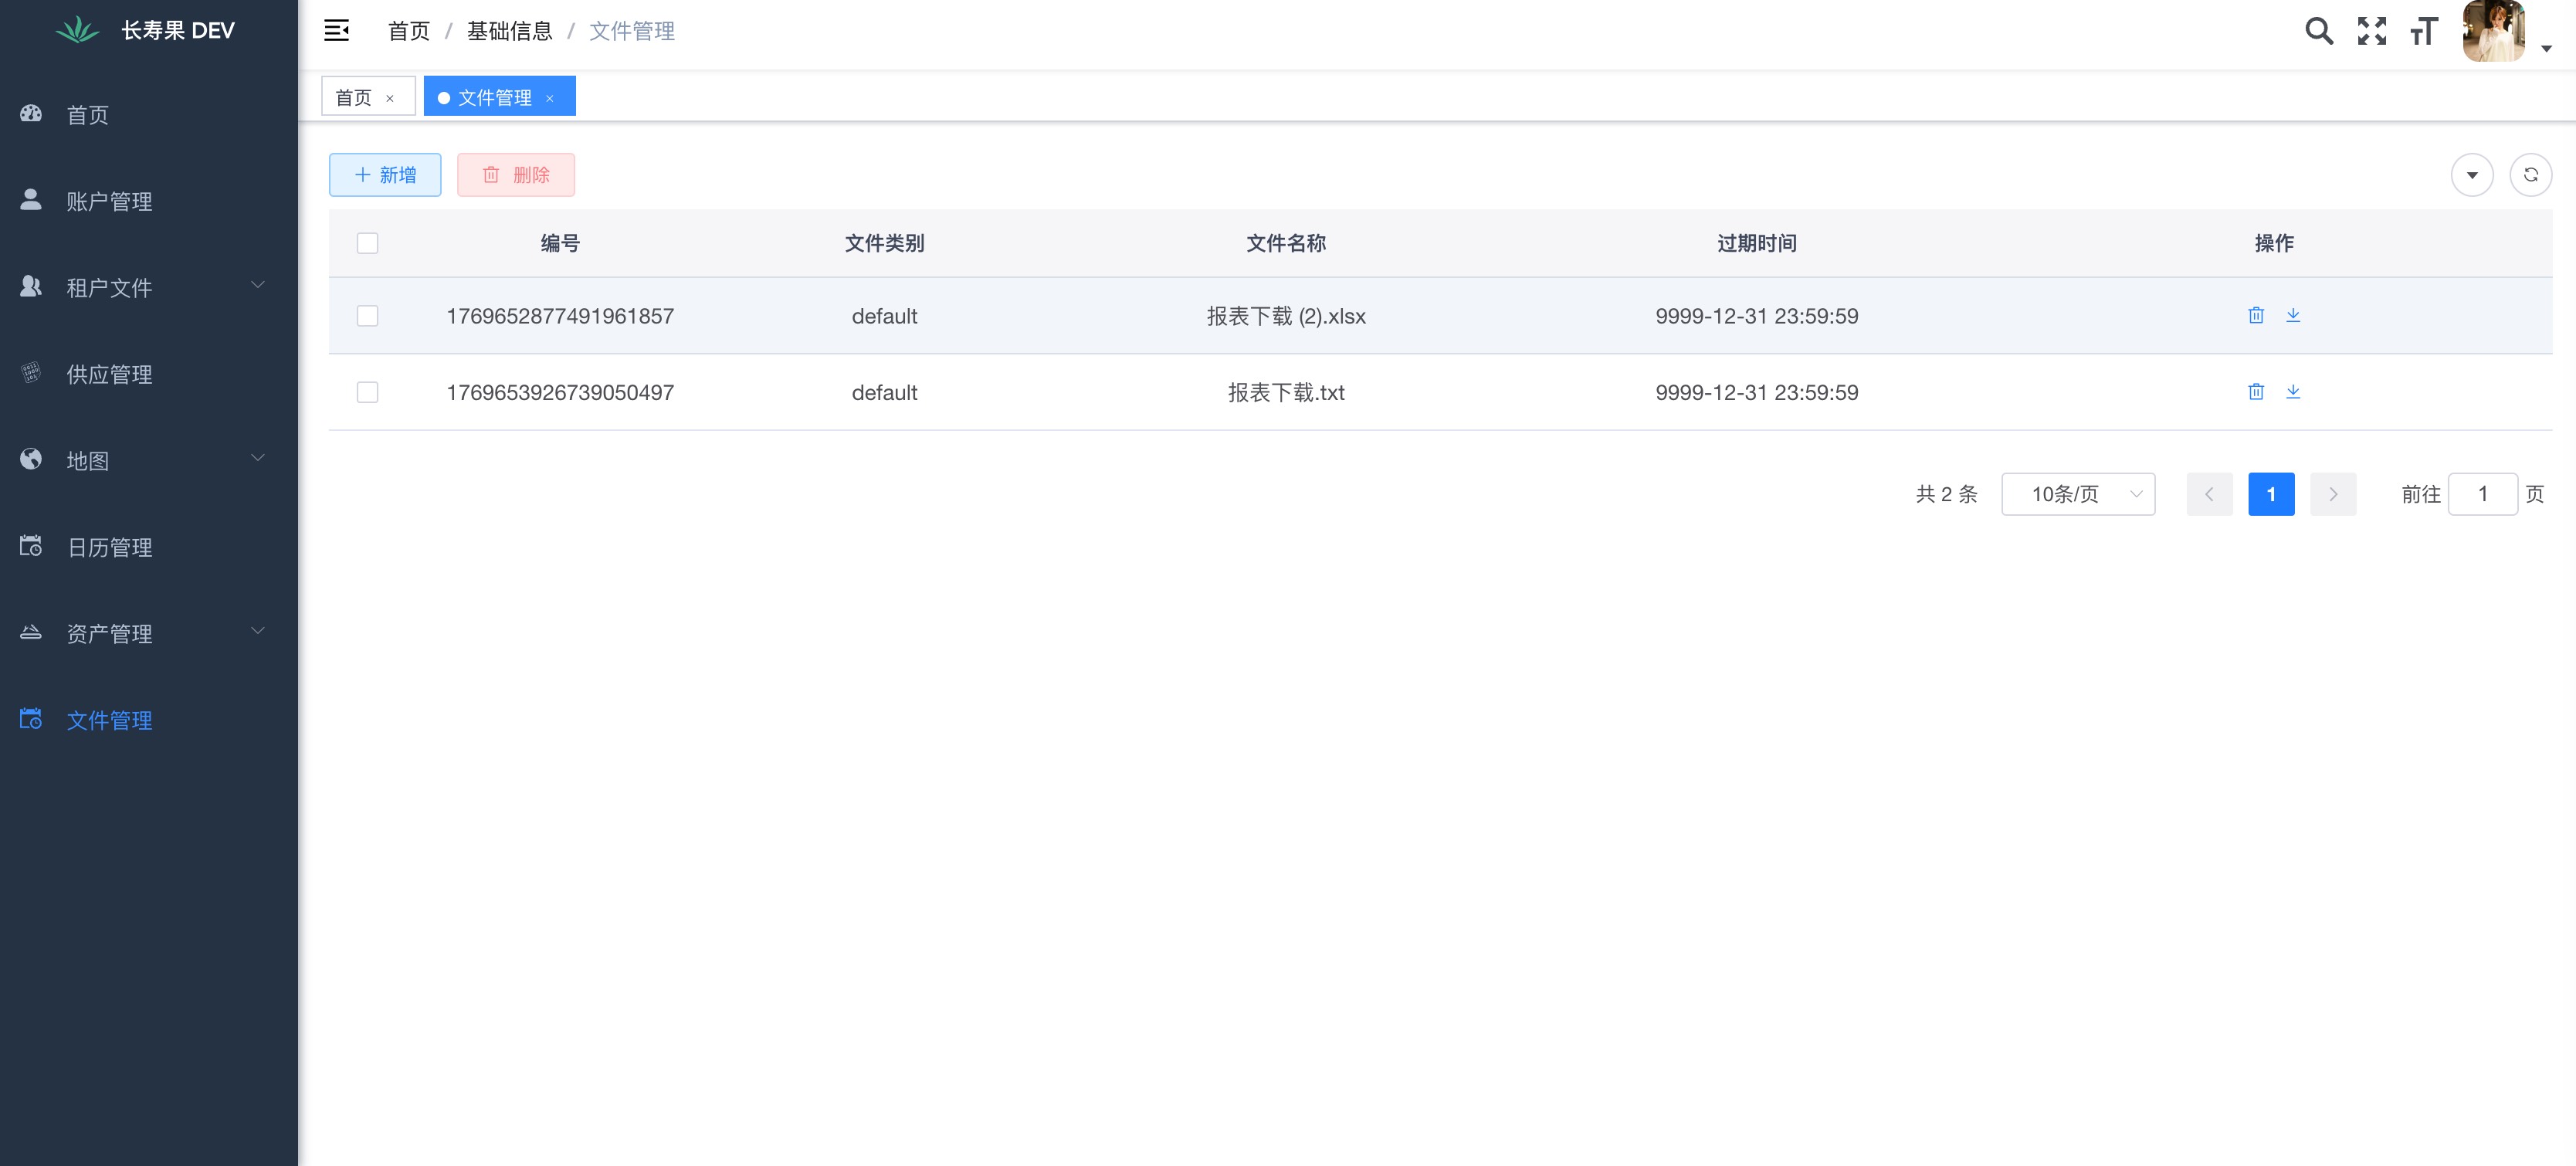 长寿果 DEV
首页 / 基础信息 / 文件管理
首页 ×
文件管理 ×
首页
账户管理
租户文件
供应管理
地图
日历管理
资产管理
文件管理
+ 新增
删除
编号 文件类别 文件名称 过期时间 操作
1769652877491961857 default 报表下载 (2).xlsx 9999-12-31 23:59:59
1769653926739050497 default 报表下载.txt 9999-12-31 23:59:59
共 2 条 10条/页 1 前往 1 页